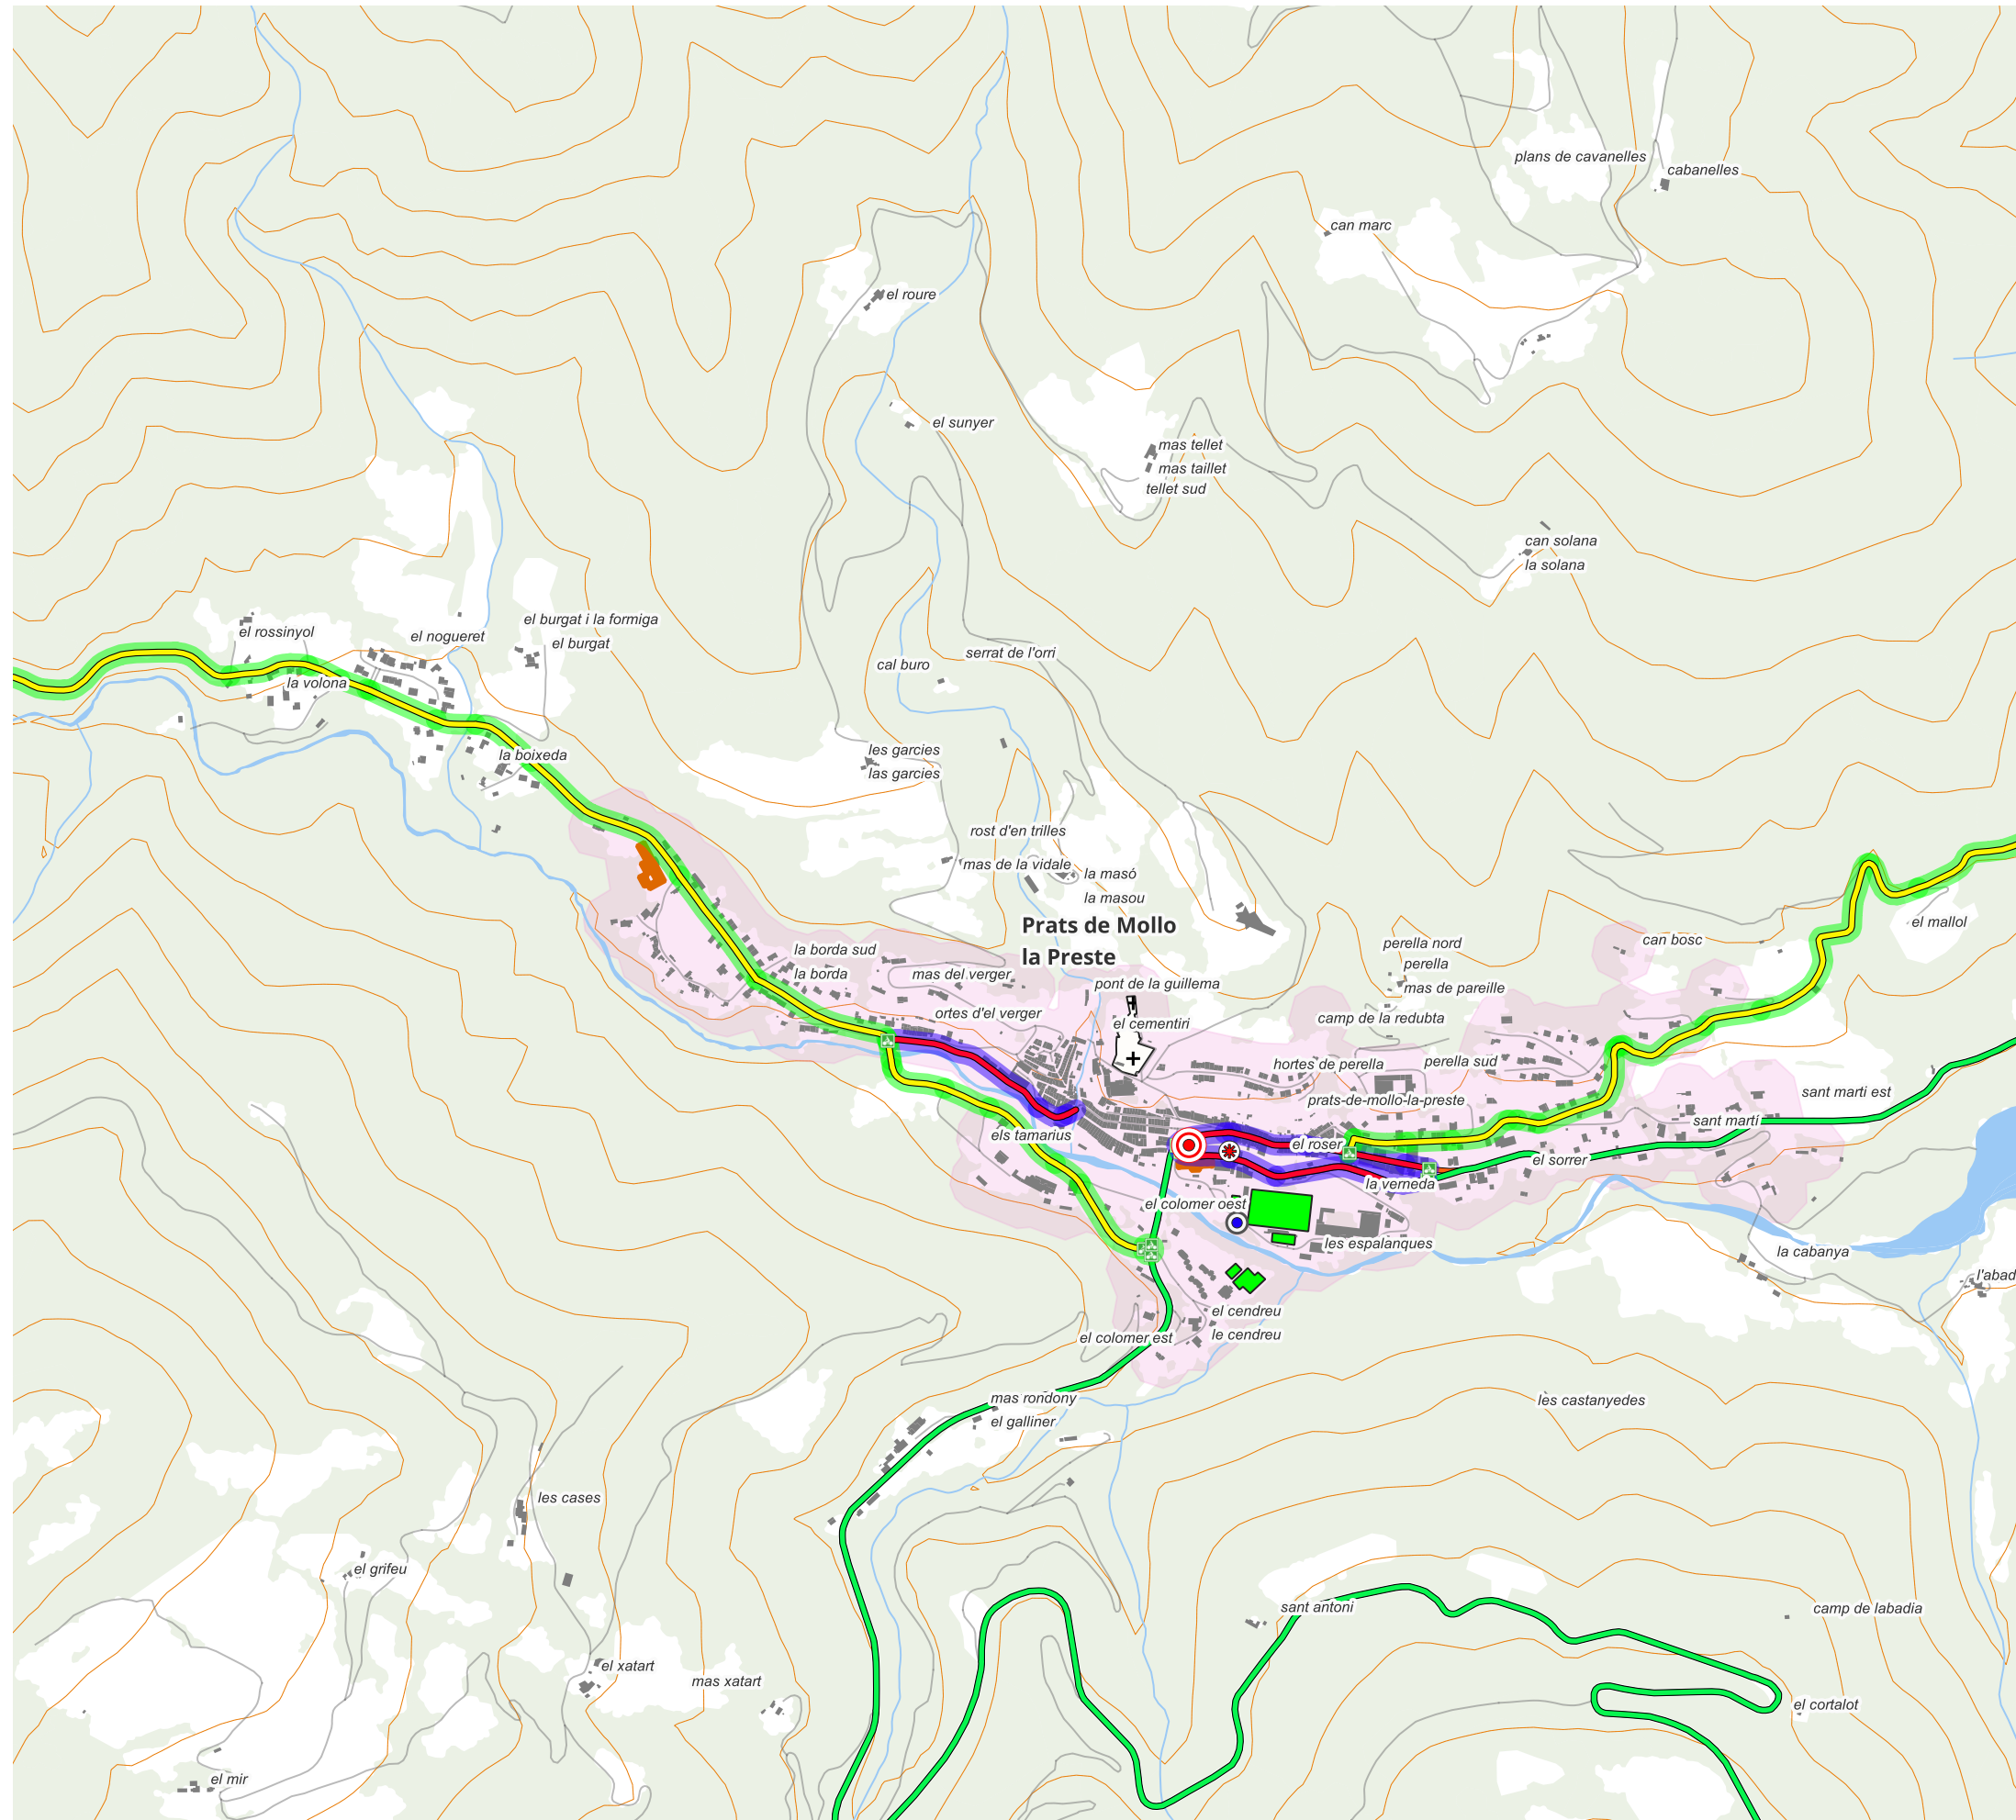 plans de cavanelles
cabanelles
can marc
el roure
el sunyer
mas tellet
mas taillet
tellet sud
can solana
la solana
el burgat i la formiga
el rossinyol
el nogueret
el burgat
serrat de l'orri
cal buro
la volona
les garcies
la boixeda
las garcies
rost d'en trilles
mas de la vidale
la masó
la masou
Prats de Mollo
la Preste
el mallol
perella nord
can bosc
la borda sud
perella
la borda
mas del verger
pont de la guillema
mas de pareille
ortes d'el verger
camp de la redubta
el cementiri
hortes de perella
perella sud
sant marti est
prats-de-mollo-la-preste
sant martí
els tamarius
el roser
el sorrer
la verneda
el colomer oest
les espalanques
la cabanya
l'abad
el cendreu
le cendreu
el colomer est
mas rondony
les castanyedes
el galliner
les cases
el grifeu
sant antoni
camp de labadia
el xatart
mas xatart
el cortalot
el mir